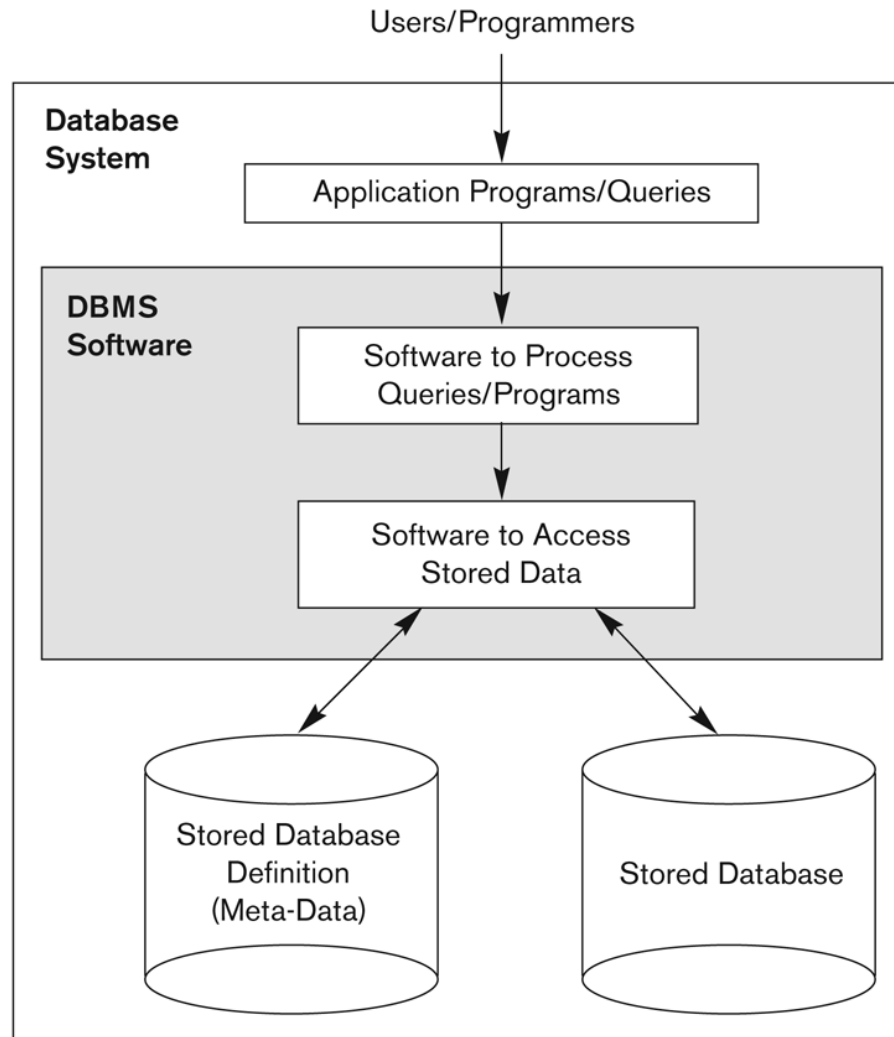 Users/Programmers
Database
System
Application Programs/Queries
DBMS
Software
Software to Process
Queries/Programs
Software to Access
Stored Data
Stored Database
Definition
(Meta-Data)
Stored Database